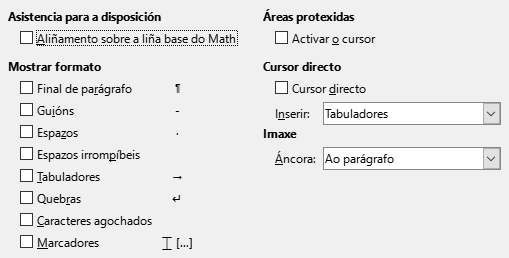 Asistencia para a disposición
Aliñamento sobre a liña base do Math
Mostrar formato
Final de parágrafo ¶
Guións -
Espazos ·
Espazos irrompíbeis
Tabuladores →
Quebras ↵
Caracteres agochados
Marcadores [...]
Áreas protexidas
Activar o cursor
Cursor directo
Cursor directo
Inserir: Tabuladores
Imaxe
Áncora: Ao parágrafo